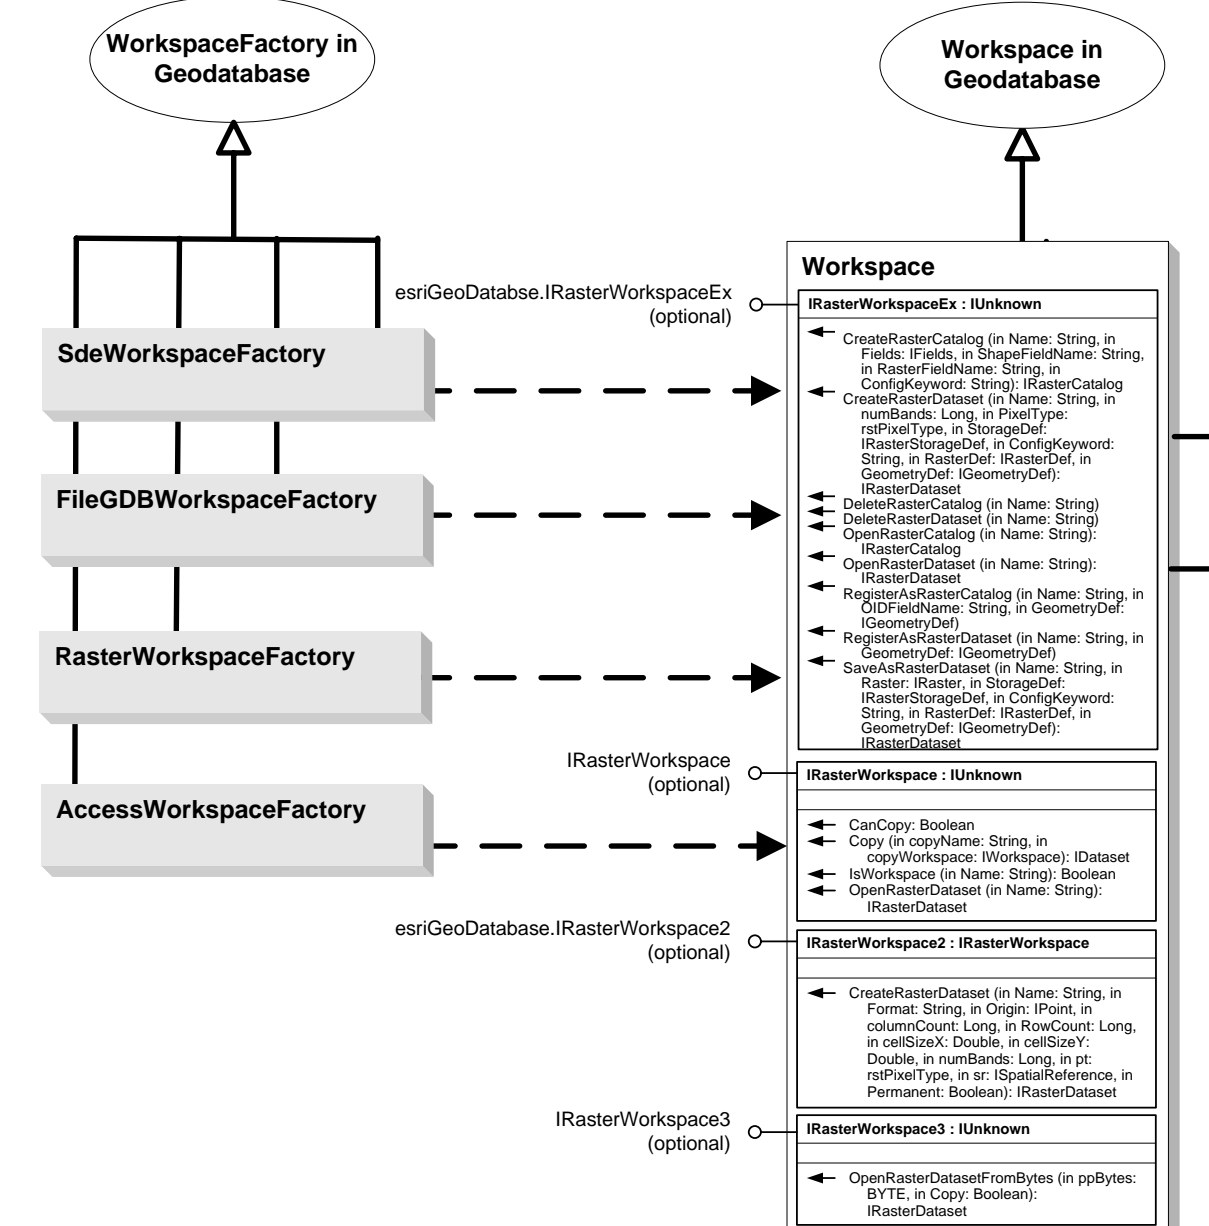 WorkspaceFactory in
Geodatabase
Workspace in
Geodatabase
SdeWorkspaceFactory
FileGDBWorkspaceFactory
RasterWorkspaceFactory
AccessWorkspaceFactory
esriGeoDatabse.IRasterWorkspaceEx
(optional)
IRasterWorkspace
(optional)
esriGeoDatabase.IRasterWorkspace2
(optional)
IRasterWorkspace3
(optional)
Workspace
IRasterWorkspaceEx : IUnknown
CreateRasterCatalog (in Name: String, in
Fields: IFields, in ShapeFieldName: String,
in RasterFieldName: String, in
ConfigKeyword: String): IRasterCatalog
CreateRasterDataset (in Name: String, in
numBands: Long, in PixelType:
rstPixelType, in StorageDef:
IRasterStorageDef, in ConfigKeyword:
String, in RasterDef: IRasterDef, in
GeometryDef: IGeometryDef):
IRasterDataset
DeleteRasterCatalog (in Name: String)
DeleteRasterDataset (in Name: String)
OpenRasterCatalog (in Name: String):
IRasterCatalog
OpenRasterDataset (in Name: String):
IRasterDataset
RegisterAsRasterCatalog (in Name: String, in
OIDFieldName: String, in GeometryDef:
IGeometryDef)
RegisterAsRasterDataset (in Name: String, in
GeometryDef: IGeometryDef)
SaveAsRasterDataset (in Name: String, in
Raster: IRaster, in StorageDef:
IRasterStorageDef, in ConfigKeyword:
String, in RasterDef: IRasterDef, in
GeometryDef: IGeometryDef):
IRasterDataset
IRasterWorkspace : IUnknown
CanCopy: Boolean
Copy (in copyName: String, in
copyWorkspace: IWorkspace): IDataset
IsWorkspace (in Name: String): Boolean
OpenRasterDataset (in Name: String):
IRasterDataset
IRasterWorkspace2 : IRasterWorkspace
CreateRasterDataset (in Name: String, in
Format: String, in Origin: IPoint, in
columnCount: Long, in RowCount: Long,
in cellSizeX: Double, in cellSizeY:
Double, in numBands: Long, in pt:
rstPixelType, in sr: ISpatialReference, in
Permanent: Boolean): IRasterDataset
IRasterWorkspace3 : IUnknown
OpenRasterDatasetFromBytes (in ppBytes:
BYTE, in Copy: Boolean):
IRasterDataset